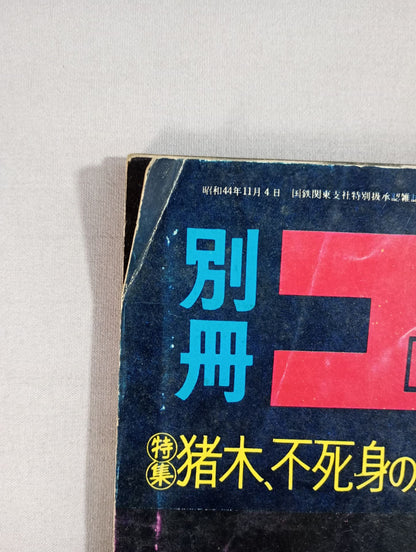 昭和44年11月4日 国鉄関東支社特別扱承認雑誌
別冊
ゴ
特集 猪木、不死身の